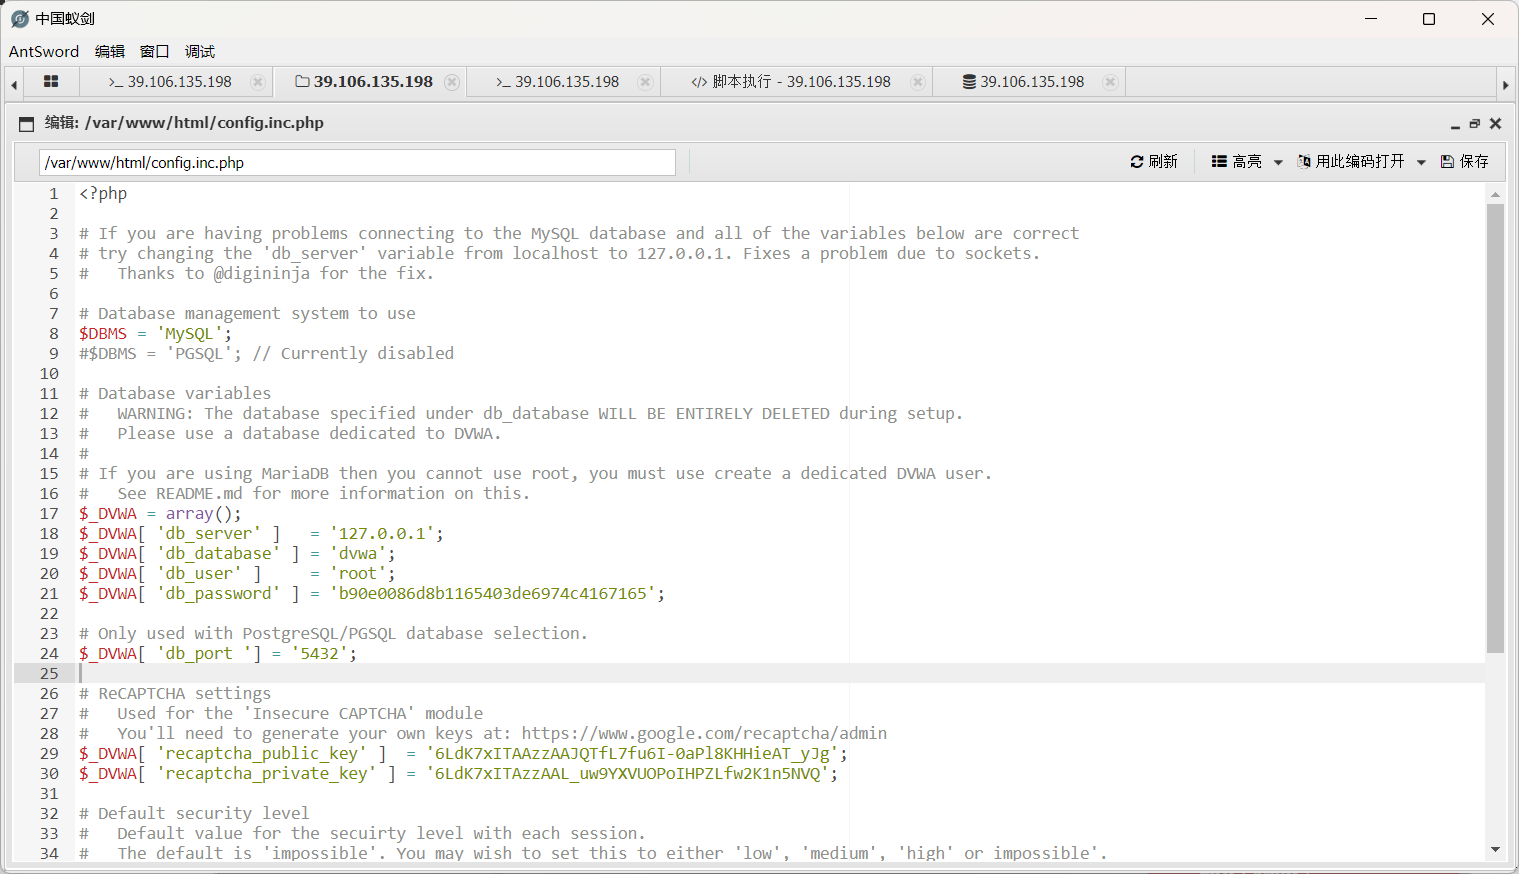 中国蚁剑
AntSword 编辑 窗口 调试
>_ 39.106.135.198 39.106.135.198 >_ 39.106.135.198 </> 脚本执行 - 39.106.135.198 39.106.135.198
编辑: /var/www/html/config.inc.php
/var/www/html/config.inc.php 刷新 高亮 用此编码打开 保存
1 <?php
2
3 # If you are having problems connecting to the MySQL database and all of the variables below are correct
4 # try changing the 'db_server' variable from localhost to 127.0.0.1. Fixes a problem due to sockets.
5 #   Thanks to @digininja for the fix.
6
7 # Database management system to use
8 $DBMS = 'MySQL';
9 #$DBMS = 'PGSQL'; // Currently disabled
10
11 # Database variables
12 #   WARNING: The database specified under db_database WILL BE ENTIRELY DELETED during setup.
13 #   Please use a database dedicated to DVWA.
14 #
15 # If you are using MariaDB then you cannot use root, you must use create a dedicated DVWA user.
16 #   See README.md for more information on this.
17 $_DVWA = array();
18 $_DVWA[ 'db_server' ]   = '127.0.0.1';
19 $_DVWA[ 'db_database' ] = 'dvwa';
20 $_DVWA[ 'db_user' ]     = 'root';
21 $_DVWA[ 'db_password' ] = 'b90e0086d8b1165403de6974c4167165';
22
23 # Only used with PostgreSQL/PGSQL database selection.
24 $_DVWA[ 'db_port '] = '5432';
25
26 # ReCAPTCHA settings
27 #   Used for the 'Insecure CAPTCHA' module
28 #   You'll need to generate your own keys at: https://www.google.com/recaptcha/admin
29 $_DVWA[ 'recaptcha_public_key' ]  = '6LdK7xITAAzzAAJQTfL7fu6I-0aPl8KHHieAT_yJg';
30 $_DVWA[ 'recaptcha_private_key' ] = '6LdK7xITAzzAAL_uw9YXVUOPoIHPZLfw2K1n5NVQ';
31
32 # Default security level
33 #   Default value for the secuirty level with each session.
34 #   The default is 'impossible'. You may wish to set this to either 'low', 'medium', 'high' or impossible'.